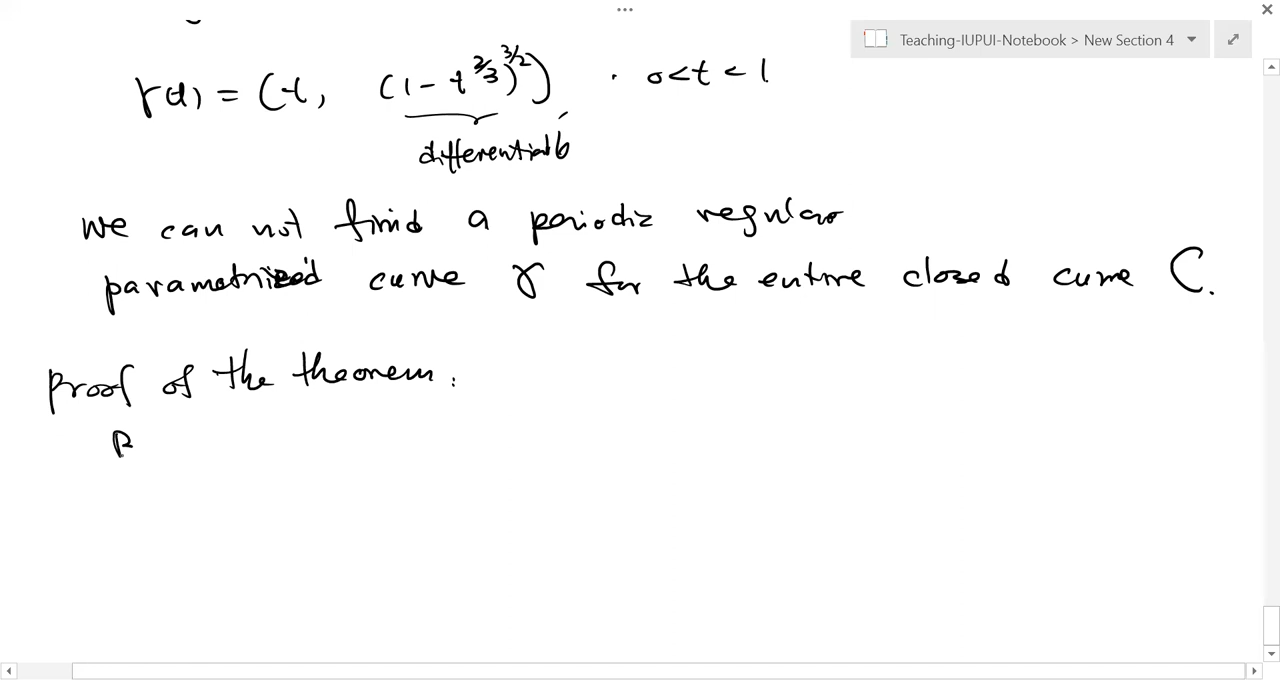 Teaching-IUPUI-Notebook > New Section 4
γ(t) = (t, (1 - t^{2/3})^{3/2}) . 0<t<1
differentiable
We can not find a periodic regular
parametrized curve γ for the entire closed curve C.
Proof of the theorem.